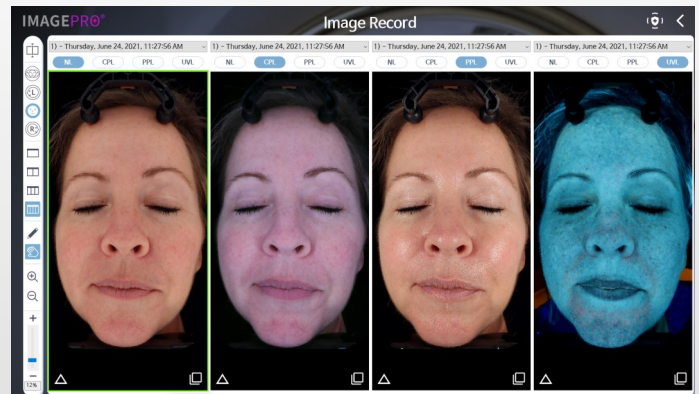 IMAGEPRO®
Image Record
1) - Thursday, June 24, 2021, 11:27:56 AM
1) - Thursday, June 24, 2021, 11:27:56 AM
1) - Thursday, June 24, 2021, 11:27:56 AM
1) - Thursday, June 24, 2021, 11:27:56 AM
NL CPL PPL UVL
NL CPL PPL UVL
NL CPL PPL UVL
NL CPL PPL UVL
L
R
12%